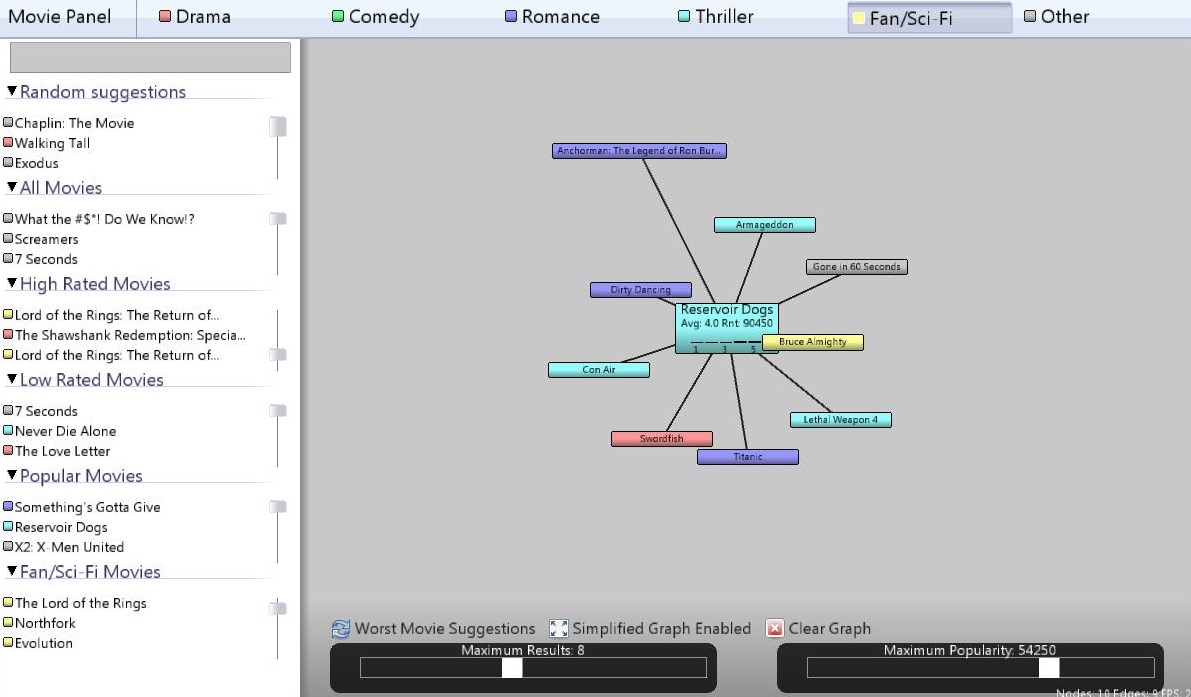 Movie Panel
Drama
Comedy
Romance
Thriller
Fan/Sci-Fi
Other
Random suggestions
Chaplin: The Movie
Walking Tall
Exodus
All Movies
What the #$*! Do We Know!?
Screamers
7 Seconds
High Rated Movies
Lord of the Rings: The Return of...
The Shawshank Redemption: Specia...
Lord of the Rings: The Return of...
Low Rated Movies
7 Seconds
Never Die Alone
The Love Letter
Popular Movies
Something's Gotta Give
Reservoir Dogs
X2: X-Men United
Fan/Sci-Fi Movies
The Lord of the Rings
Northfork
Evolution
Anchorman: The Legend of Ron Bur...
Armageddon
Gone in 60 Seconds
Dirty Dancing
Reservoir Dogs
Avg: 4.0 Rnt: 90450
1 3 5
Bruce Almighty
Con Air
Lethal Weapon 4
Swordfish
Titanic
Worst Movie Suggestions
Simplified Graph Enabled
Clear Graph
Maximum Results: 8
Maximum Popularity: 54250
Nodes: 10 Edges: 9 FPS: